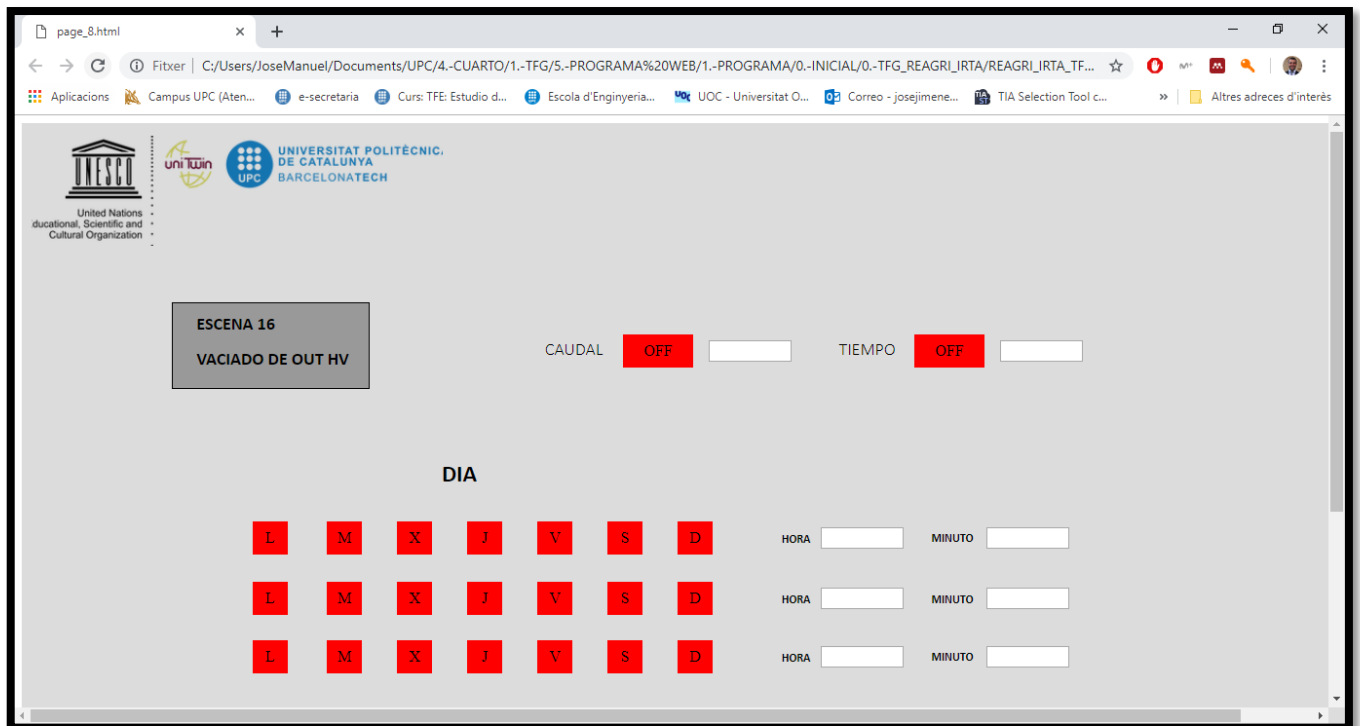 page_8.html
Fitxer | C:/Users/JoseManuel/Documents/UPC/4.-CUARTO/1.-TFG/5.-PROGRAMA%20WEB/1.-PROGRAMA/0.-INICIAL/0.-TFG_REAGRI_IRTA/REAGRI_IRTA_TF...
Aplicacions Campus UPC (Aten... e-secretaria Curs: TFE: Estudio d... Escola d'Enginyeria... UOC - Universitat O... Correo - josejimene... TIA Selection Tool c... » Altres adreces d'interès
UNESCO
United Nations
ducational, Scientific and
Cultural Organization
uniTwin
UPC
UNIVERSITAT POLITÈCNIC
DE CATALUNYA
BARCELONATECH
ESCENA 16
VACIADO DE OUT HV
CAUDAL OFF TIEMPO OFF
DIA
L M X J V S D HORA MINUTO
L M X J V S D HORA MINUTO
L M X J V S D HORA MINUTO